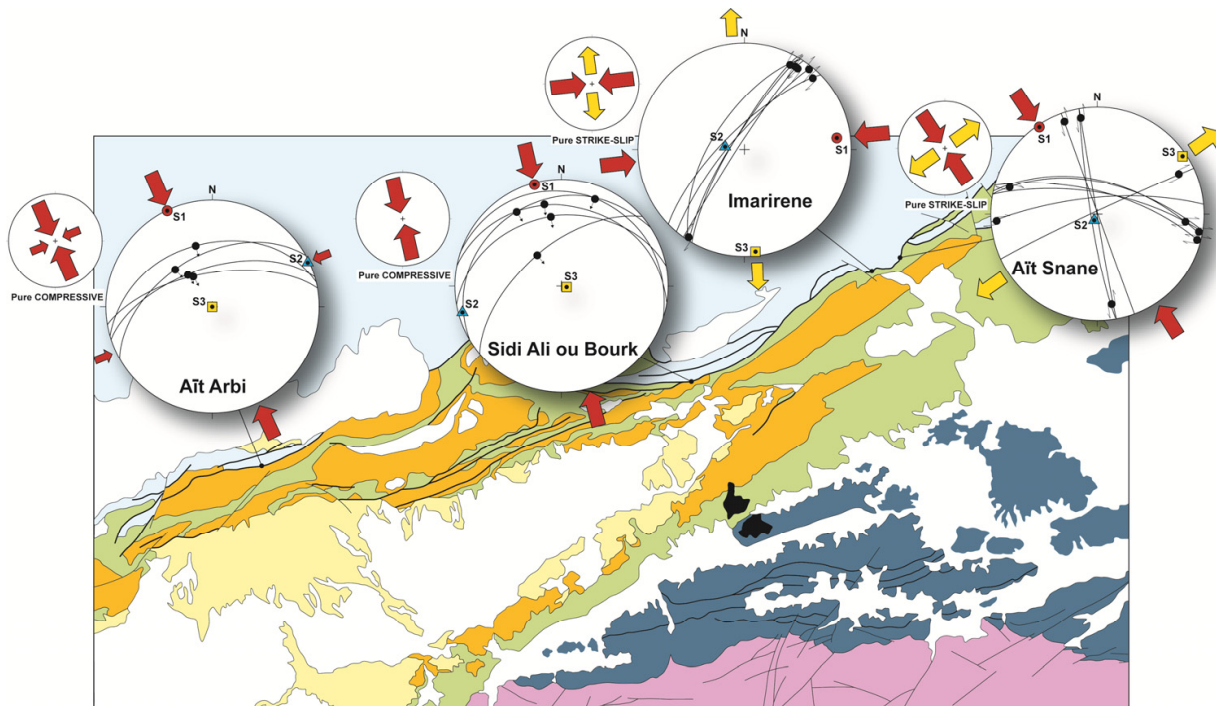 N
S1
S2
S3
Aït Arbi
Pure COMPRESSIVE
N
S1
S2
S3
Sidi Ali ou Bourk
Pure COMPRESSIVE
N
S2
S1
S3
Imarirene
Pure STRIKE-SLIP
N
S1
S3
S2
Aït Snane
Pure STRIKE-SLIP